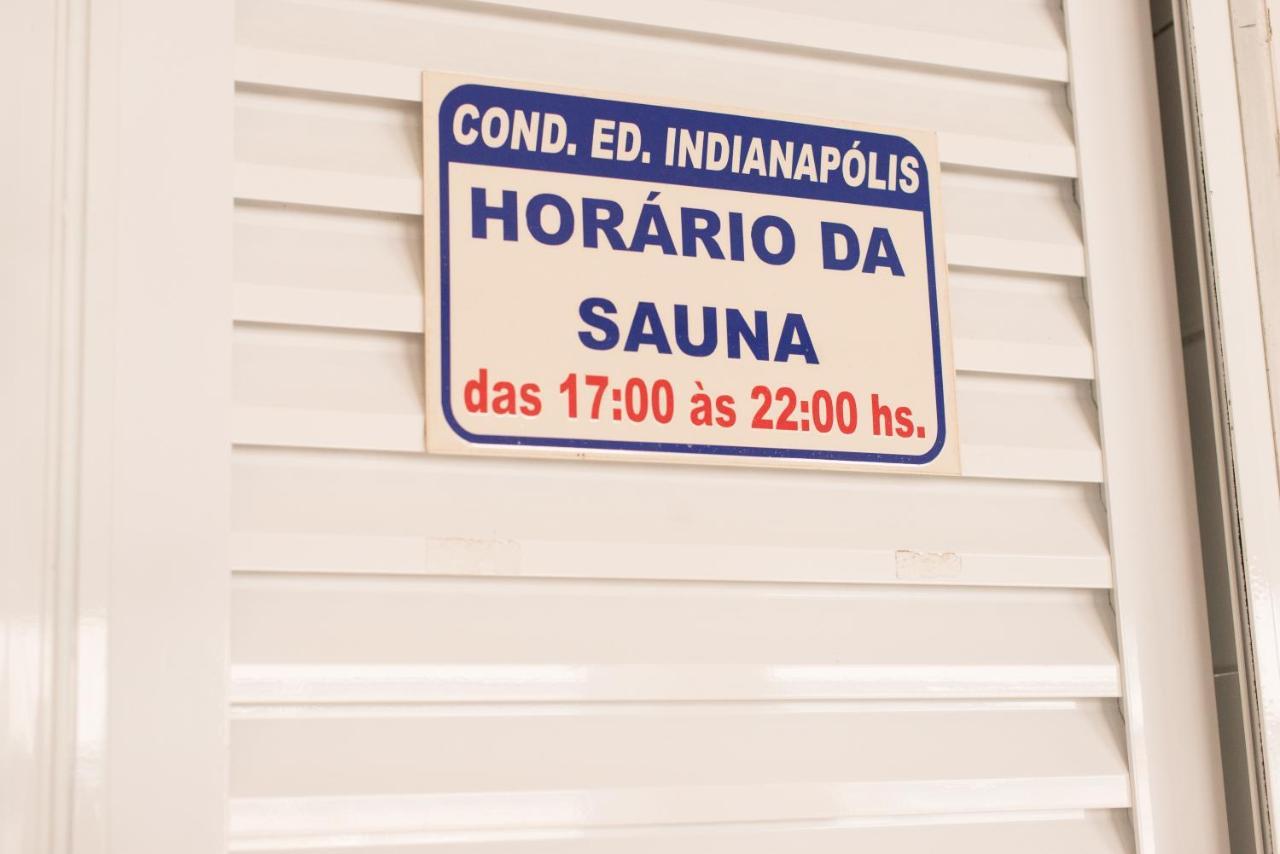 COND. ED. INDIANAPÓLIS
HORÁRIO DA
SAUNA
das 17:00 às 22:00 hs.